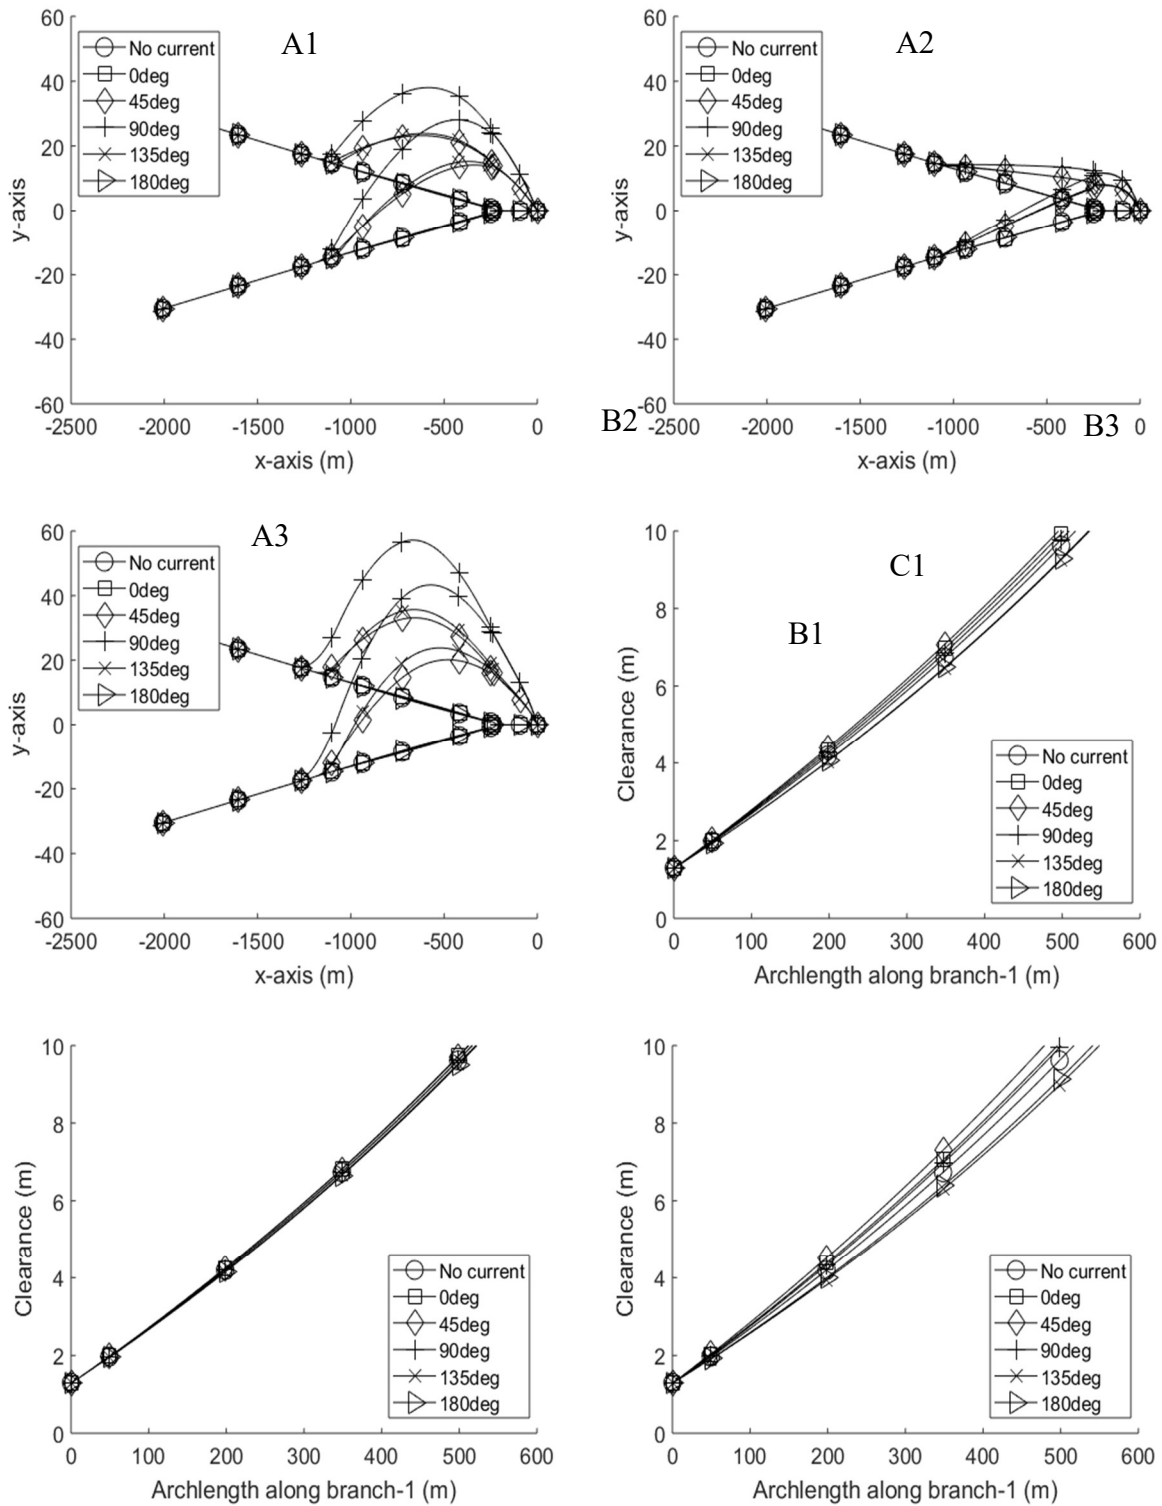 60
40
20
0
-20
-40
-60
y-axis
A1
No current
0deg
45deg
90deg
135deg
180deg
-2500 -2000 -1500 -1000 -500 0
x-axis (m)
60
40
20
0
-20
-40
-60
y-axis
A2
No current
0deg
45deg
90deg
135deg
180deg
B2
B3
-2500 -2000 -1500 -1000 -500 0
x-axis (m)
60
40
20
0
-20
-40
-60
y-axis
A3
No current
0deg
45deg
90deg
135deg
180deg
-2500 -2000 -1500 -1000 -500 0
x-axis (m)
10
8
6
4
2
0
Clearance (m)
C1
B1
No current
0deg
45deg
90deg
135deg
180deg
0 100 200 300 400 500 600
Archlength along branch-1 (m)
10
8
6
4
2
0
Clearance (m)
No current
0deg
45deg
90deg
135deg
180deg
0 100 200 300 400 500 600
Archlength along branch-1 (m)
10
8
6
4
2
0
Clearance (m)
No current
0deg
45deg
90deg
135deg
180deg
0 100 200 300 400 500 600
Archlength along branch-1 (m)